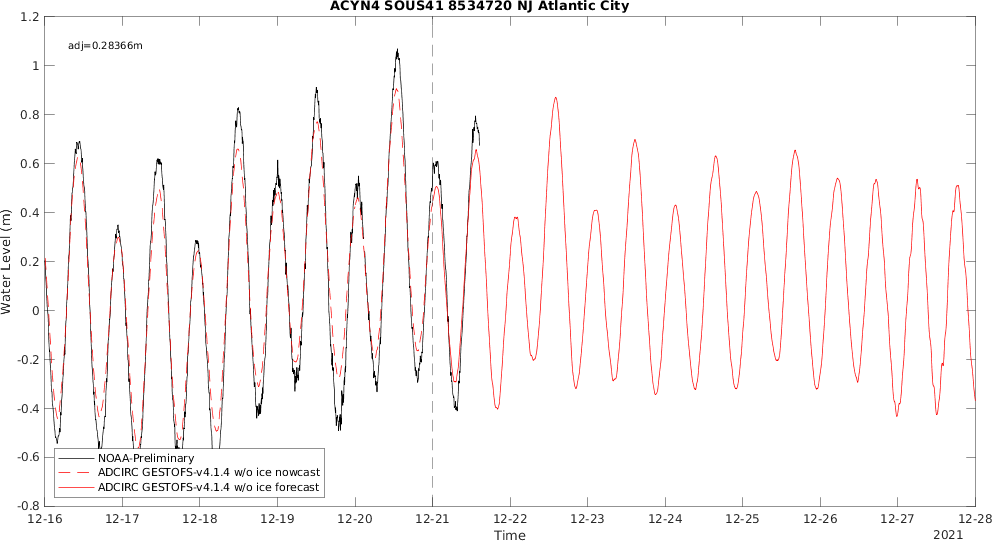 ACYN4 SOUS41 8534720 NJ Atlantic City
adj=0.28366m
1.2
1
0.8
0.6
0.4
0.2
0
-0.2
-0.4
-0.6
-0.8
Water Level (m)
NOAA-Preliminary
ADCIRC GESTOFS-v4.1.4 w/o ice nowcast
ADCIRC GESTOFS-v4.1.4 w/o ice forecast
12-16 12-17 12-18 12-19 12-20 12-21 12-22 12-23 12-24 12-25 12-26 12-27 12-28
Time
2021